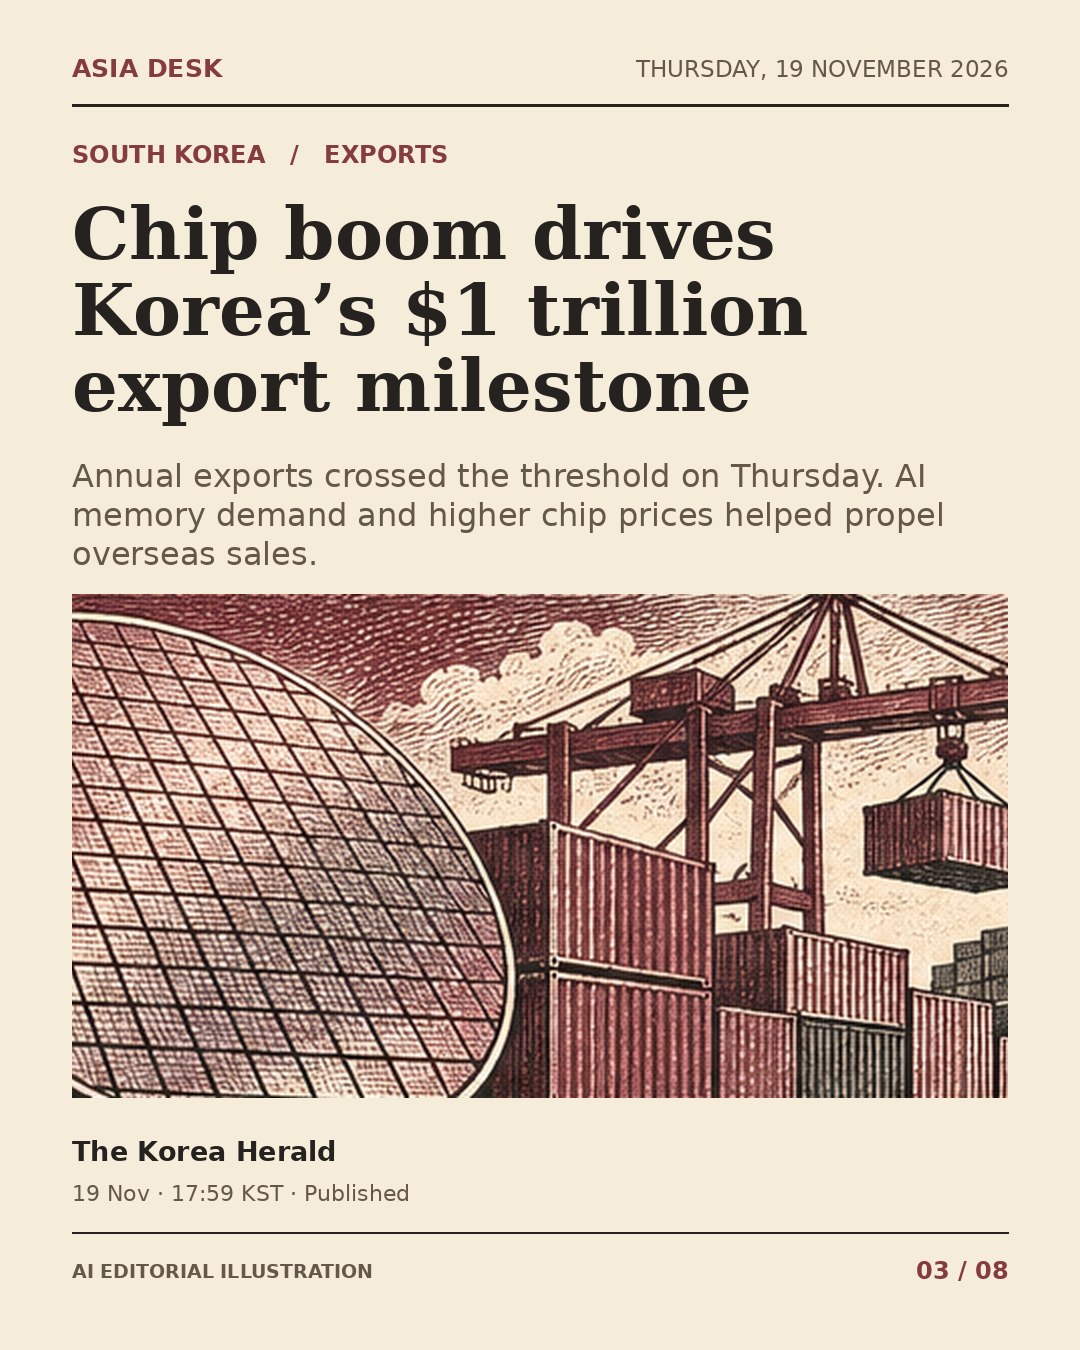 ASIA DESK
THURSDAY, 19 NOVEMBER 2026
SOUTH KOREA / EXPORTS
Chip boom drives
Korea’s $1 trillion
export milestone
Annual exports crossed the threshold on Thursday. AI
memory demand and higher chip prices helped propel
overseas sales.
The Korea Herald
19 Nov · 17:59 KST · Published
AI EDITORIAL ILLUSTRATION
03 / 08